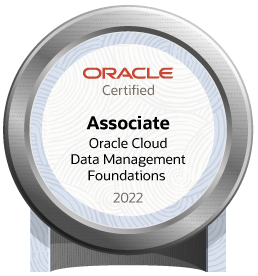 ORACLE
Certified
Associate
Oracle Cloud
Data Management
Foundations
2022